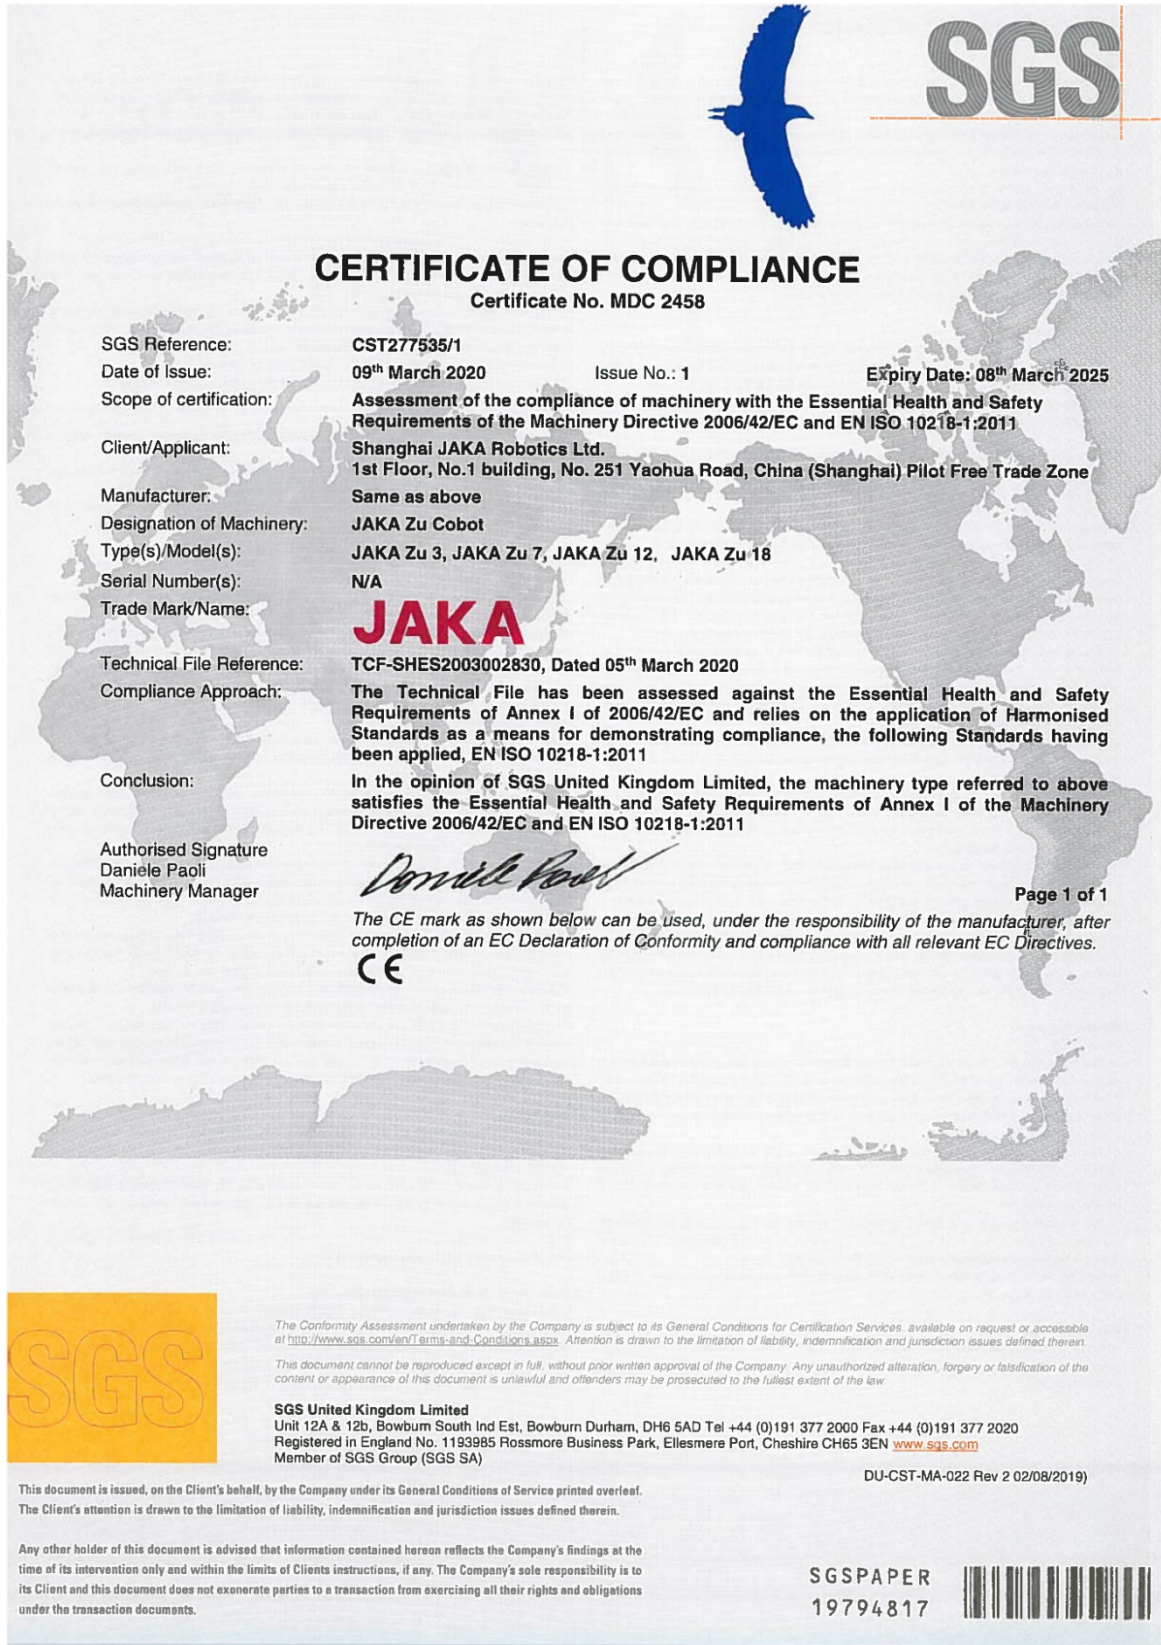 SGS
CERTIFICATE OF COMPLIANCE
Certificate No. MDC 2458
SGS Reference: CST277535/1
Date of Issue: 09th March 2020 Issue No.: 1 Expiry Date: 08th March 2025
Scope of certification: Assessment of the compliance of machinery with the Essential Health and Safety
Requirements of the Machinery Directive 2006/42/EC and EN ISO 10218-1:2011
Client/Applicant: Shanghai JAKA Robotics Ltd.
1st Floor, No.1 building, No. 251 Yaohua Road, China (Shanghai) Pilot Free Trade Zone
Manufacturer: Same as above
Designation of Machinery: JAKA Zu Cobot
Type(s)/Model(s): JAKA Zu 3, JAKA Zu 7, JAKA Zu 12, JAKA Zu 18
Serial Number(s): N/A
Trade Mark/Name: JAKA
Technical File Reference: TCF-SHES2003002830, Dated 05th March 2020
Compliance Approach: The Technical File has been assessed against the Essential Health and Safety
Requirements of Annex I of 2006/42/EC and relies on the application of Harmonised
Standards as a means for demonstrating compliance, the following Standards having
been applied, EN ISO 10218-1:2011
Conclusion: In the opinion of SGS United Kingdom Limited, the machinery type referred to above
satisfies the Essential Health and Safety Requirements of Annex I of the Machinery
Directive 2006/42/EC and EN ISO 10218-1:2011
Authorised Signature
Daniele Paoli
Machinery Manager
Page 1 of 1
The CE mark as shown below can be used, under the responsibility of the manufacturer, after
completion of an EC Declaration of Conformity and compliance with all relevant EC Directives.
CE
SGS
The Conformity Assessment undertaken by the Company is subject to its General Conditions for Certification Services, available on request or accessible
at http://www.sgs.com/en/Terms-and-Conditions.aspx. Attention is drawn to the limitation of liability, indemnification and jurisdiction issues defined therein.
This document cannot be reproduced except in full, without prior written approval of the Company. Any unauthorized alteration, forgery or falsification of the
content or appearance of this document is unlawful and offenders may be prosecuted to the fullest extent of the law.
SGS United Kingdom Limited
Unit 12A & 12b, Bowburn South Ind Est, Bowburn Durham, DH6 5AD Tel +44 (0)191 377 2000 Fax +44 (0)191 377 2020
Registered in England No. 1193985 Rossmore Business Park, Ellesmere Port, Cheshire CH65 3EN www.sgs.com
Member of SGS Group (SGS SA)
DU-CST-MA-022 Rev 2 02/08/2019)
This document is issued, on the Client's behalf, by the Company under its General Conditions of Service printed overleaf.
The Client's attention is drawn to the limitation of liability, indemnification and jurisdiction issues defined therein.
Any other holder of this document is advised that information contained hereon reflects the Company's findings at the
time of its intervention only and within the limits of Clients instructions, if any. The Company's sole responsibility is to
its Client and this document does not exonerate parties to a transaction from exercising all their rights and obligations
under the transaction documents.
SGSPAPER
19794817